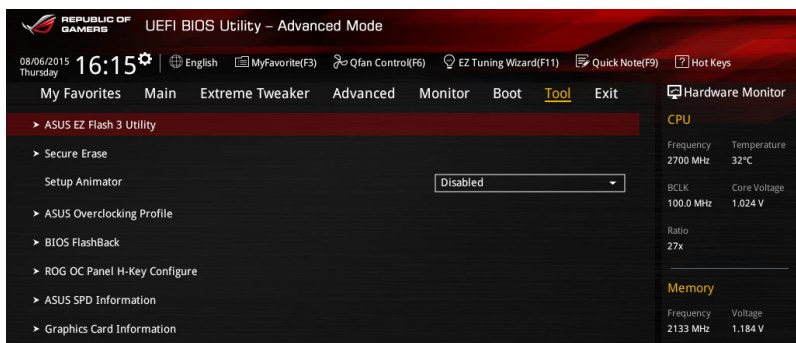 REPUBLIC OF
GAMERS
UEFI BIOS Utility – Advanced Mode
08/06/2015
Thursday
16:15
English
MyFavorite(F3)
Qfan Control(F6)
EZ Tuning Wizard(F11)
Quick Note(F9)
? Hot Keys
My Favorites Main Extreme Tweaker Advanced Monitor Boot Tool Exit
Hardware Monitor
> ASUS EZ Flash 3 Utility
> Secure Erase
Setup Animator Disabled
> ASUS Overclocking Profile
> BIOS FlashBack
> ROG OC Panel H-Key Configure
> ASUS SPD Information
> Graphics Card Information
CPU
Frequency Temperature
2700 MHz 32°C
BCLK Core Voltage
100.0 MHz 1.024 V
Ratio
27x
Memory
Frequency Voltage
2133 MHz 1.184 V